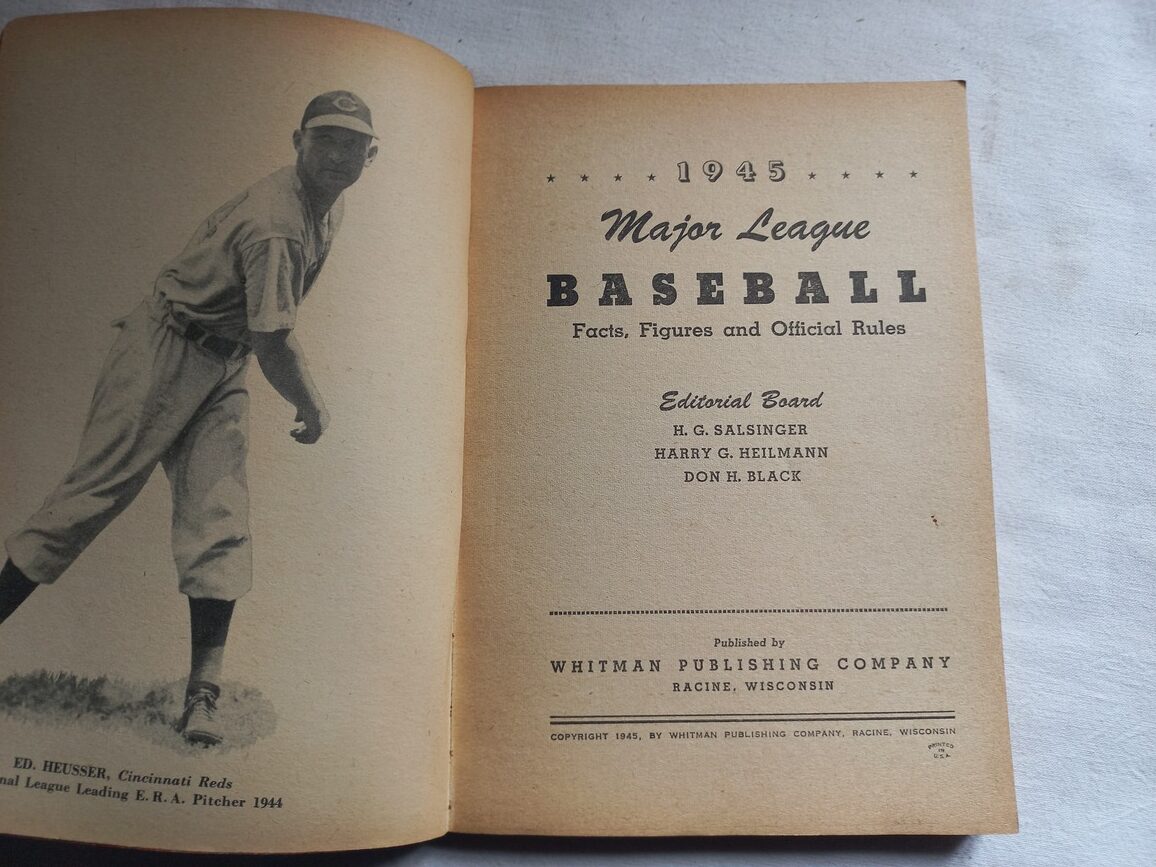 C
ED. HEUSSER, Cincinnati Reds
nal League Leading E. R. A. Pitcher 1944
1945
Major League
BASEBALL
Facts, Figures and Official Rules
Editorial Board
H. G. SALSINGER
HARRY G. HEILMANN
DON H. BLACK
Published by
WHITMAN PUBLISHING COMPANY
RACINE, WISCONSIN
COPYRIGHT 1945, BY WHITMAN PUBLISHING COMPANY, RACINE, WISCONSIN
PRINTED
IN
U.S.A.